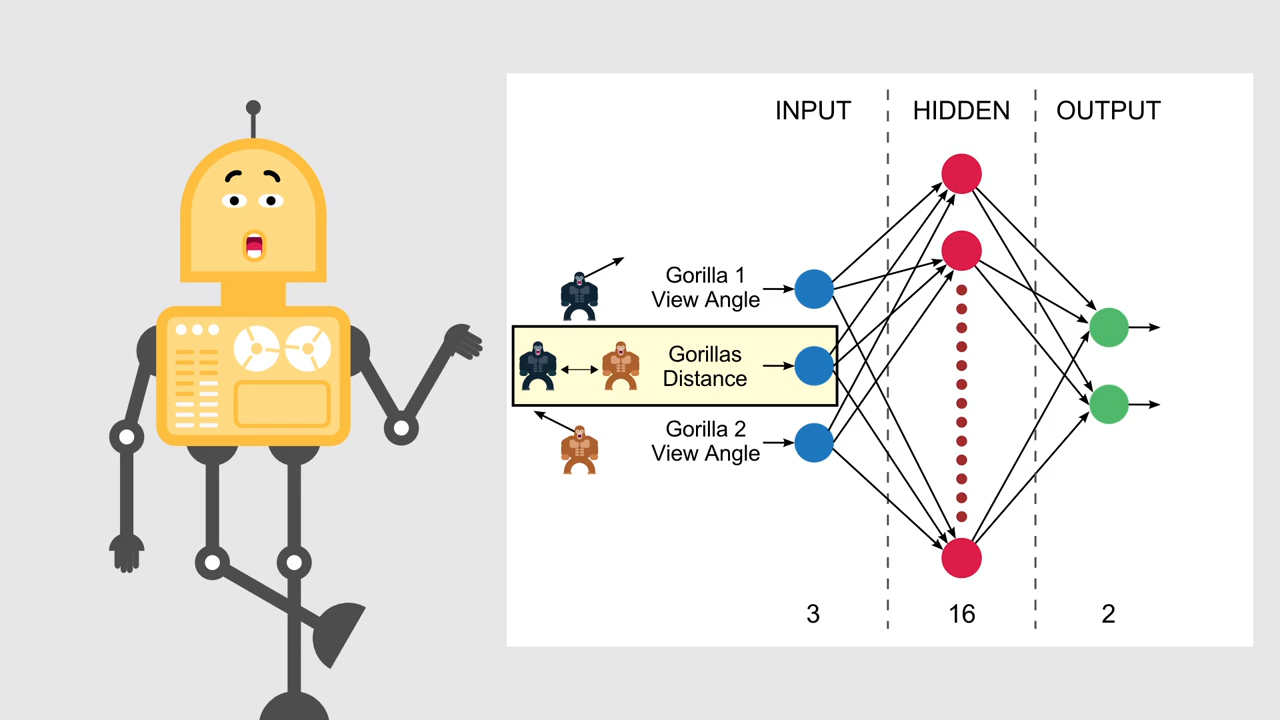 INPUT HIDDEN OUTPUT
Gorilla 1
View Angle
Gorillas
Distance
Gorilla 2
View Angle
3 16 2